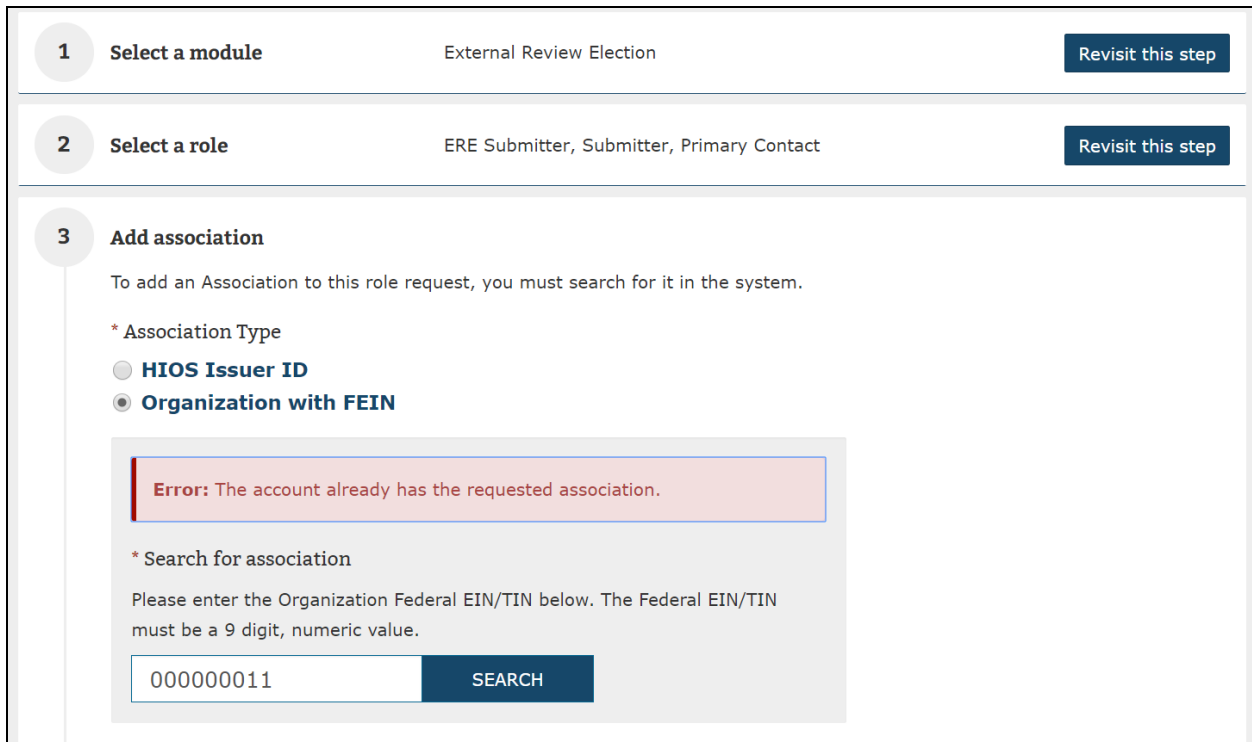 1 Select a module External Review Election Revisit this step
2 Select a role ERE Submitter, Submitter, Primary Contact Revisit this step
3 Add association
To add an Association to this role request, you must search for it in the system.
* Association Type
HIOS Issuer ID
Organization with FEIN
Error: The account already has the requested association.
* Search for association
Please enter the Organization Federal EIN/TIN below. The Federal EIN/TIN
must be a 9 digit, numeric value.
000000011 SEARCH